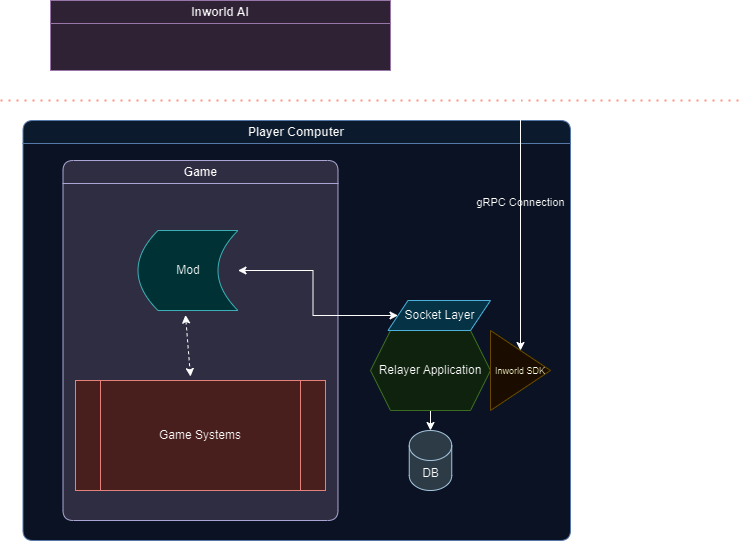 Inworld AI
Player Computer
Game
gRPC Connection
Mod
Socket Layer
Relayer Application
Inworld SDK
Game Systems
DB